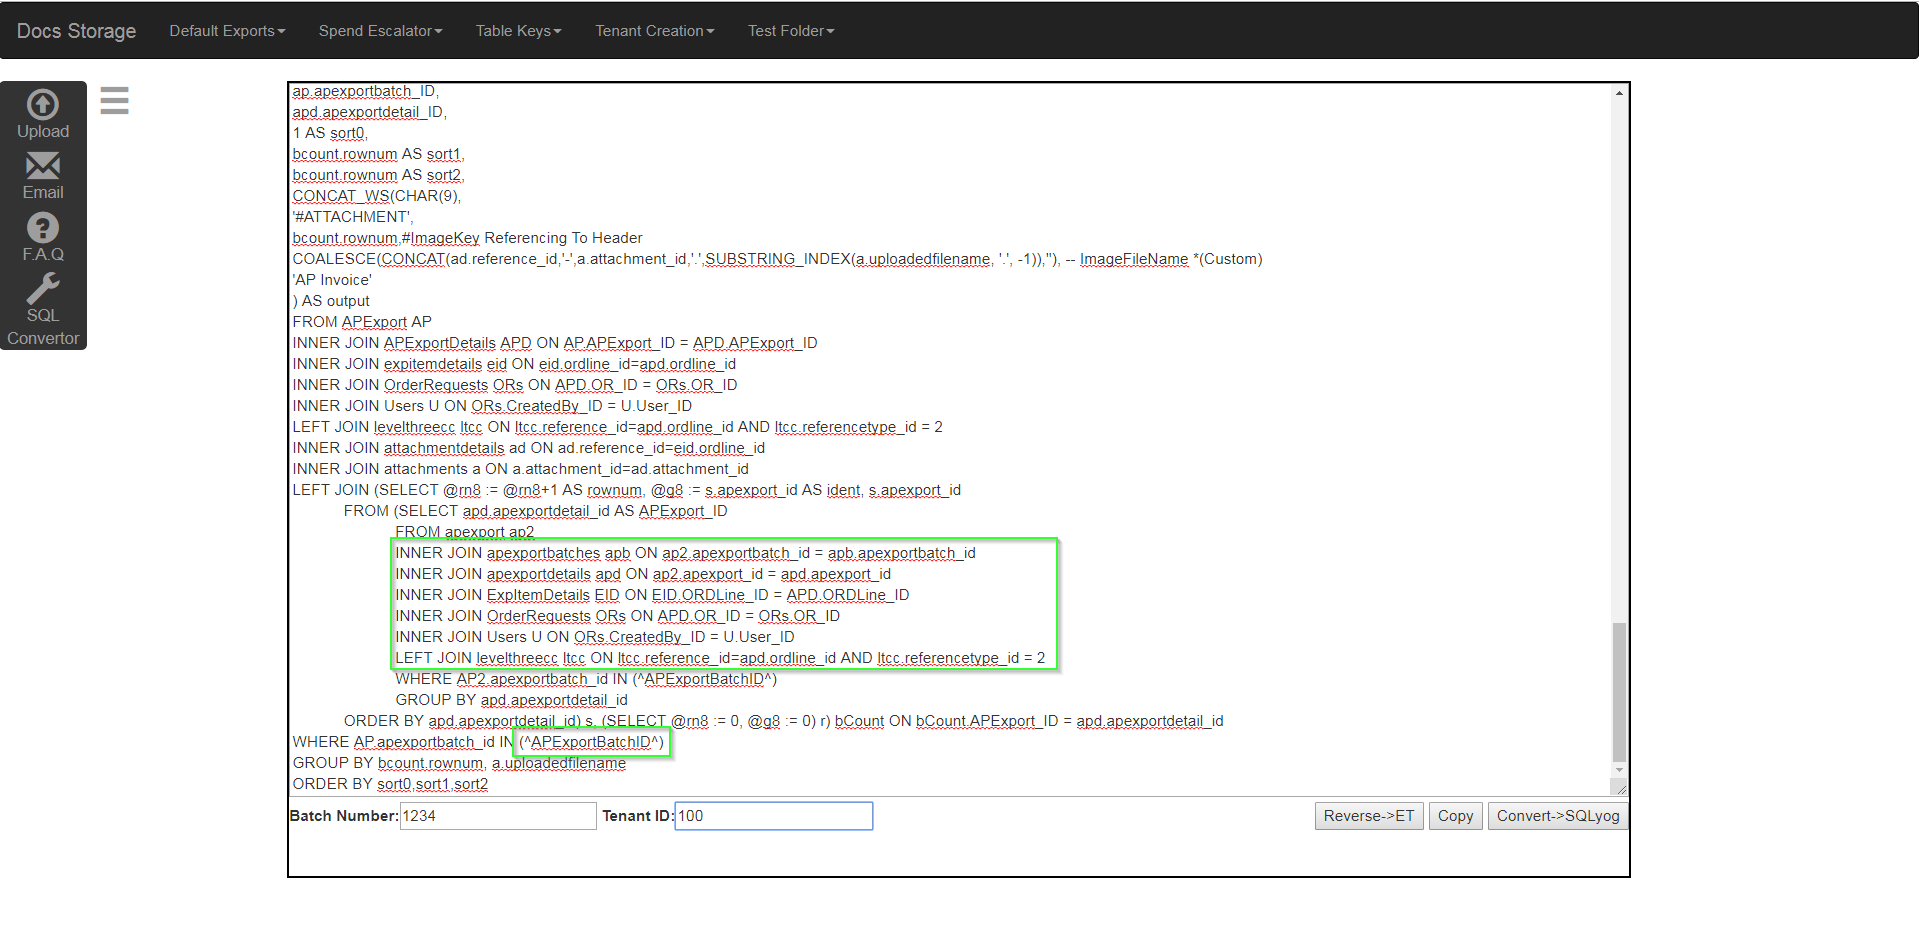 Docs Storage Default Exports Spend Escalator Table Keys Tenant Creation Test Folder
Upload
Email
F.A.Q
SQL
Convertor
ap.apexportbatch_ID,
apd.apexportdetail_ID,
1 AS sort0,
bcount.rownum AS sort1,
bcount.rownum AS sort2,
CONCAT_WS(CHAR(9),
'#ATTACHMENT',
bcount.rownum,#ImageKey Referencing To Header
COALESCE(CONCAT(ad.reference_id,'-',a.attachment_id,'.',SUBSTRING_INDEX(a.uploadedfilename, '.', -1)),''), -- ImageFileName *(Custom)
'AP Invoice'
) AS output
FROM APExport AP
INNER JOIN APExportDetails APD ON AP.APExport_ID = APD.APExport_ID
INNER JOIN expitemdetails eid ON eid.ordline_id=apd.ordline_id
INNER JOIN OrderRequests ORs ON APD.OR_ID = ORs.OR_ID
INNER JOIN Users U ON ORs.CreatedBy_ID = U.User_ID
LEFT JOIN levelthreecc ltcc ON ltcc.reference_id=apd.ordline_id AND ltcc.referencetype_id = 2
INNER JOIN attachmentdetails ad ON ad.reference_id=eid.ordline_id
INNER JOIN attachments a ON a.attachment_id=ad.attachment_id
LEFT JOIN (SELECT @rn8 := @rn8+1 AS rownum, @g8 := s.apexport_id AS ident, s.apexport_id
FROM (SELECT apd.apexportdetail_id AS APExport_ID
FROM apexport ap2
INNER JOIN apexportbatches apb ON ap2.apexportbatch_id = apb.apexportbatch_id
INNER JOIN apexportdetails apd ON ap2.apexport_id = apd.apexport_id
INNER JOIN ExpItemDetails EID ON EID.ORDLine_ID = APD.ORDLine_ID
INNER JOIN OrderRequests ORs ON APD.OR_ID = ORs.OR_ID
INNER JOIN Users U ON ORs.CreatedBy_ID = U.User_ID
LEFT JOIN levelthreecc ltcc ON ltcc.reference_id=apd.ordline_id AND ltcc.referencetype_id = 2
WHERE AP2.apexportbatch_id IN (^APExportBatchID^)
GROUP BY apd.apexportdetail_id
ORDER BY apd.apexportdetail_id) s, (SELECT @rn8 := 0, @g8 := 0) r) bCount ON bCount.APExport_ID = apd.apexportdetail_id
WHERE AP.apexportbatch_id IN (^APExportBatchID^)
GROUP BY bcount.rownum, a.uploadedfilename
ORDER BY sort0,sort1,sort2
Batch Number: 1234 Tenant ID: 100 Reverse->ET Copy Convert->SQLyog